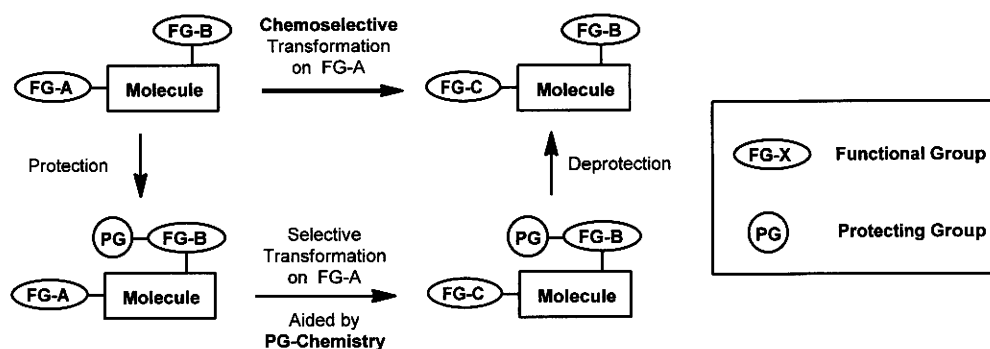 FG-B
Chemoselective
Transformation
on FG-A
FG-B
FG-A
Molecule
FG-C
Molecule
Protection
Deprotection
PG
FG-B
Selective
Transformation
on FG-A
PG
FG-B
FG-A
Molecule
Aided by
PG-Chemistry
FG-C
Molecule
FG-X
Functional Group
PG
Protecting Group